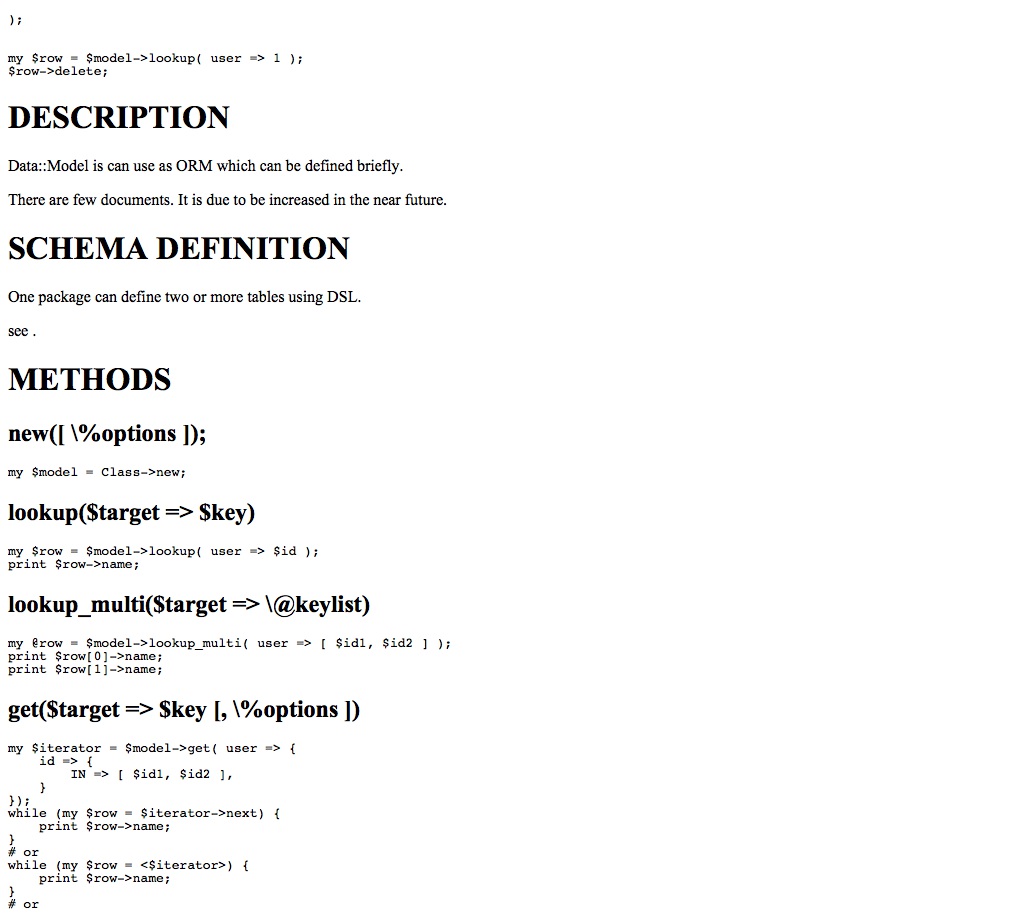 );
my $row = $model->lookup( user => 1 );
$row->delete;
DESCRIPTION
Data::Model is can use as ORM which can be defined briefly.
There are few documents. It is due to be increased in the near future.
SCHEMA DEFINITION
One package can define two or more tables using DSL.
see .
METHODS
new([ \%options ]);
my $model = Class->new;
lookup($target => $key)
my $row = $model->lookup( user => $id );
print $row->name;
lookup_multi($target => \@keylist)
my @row = $model->lookup_multi( user => [ $id1, $id2 ] );
print $row[0]->name;
print $row[1]->name;
get($target => $key [, \%options ])
my $iterator = $model->get( user => {
    id => {
        IN => [ $id1, $id2 ],
    }
});
while (my $row = $iterator->next) {
    print $row->name;
}
# or
while (my $row = <$iterator>) {
    print $row->name;
}
# or